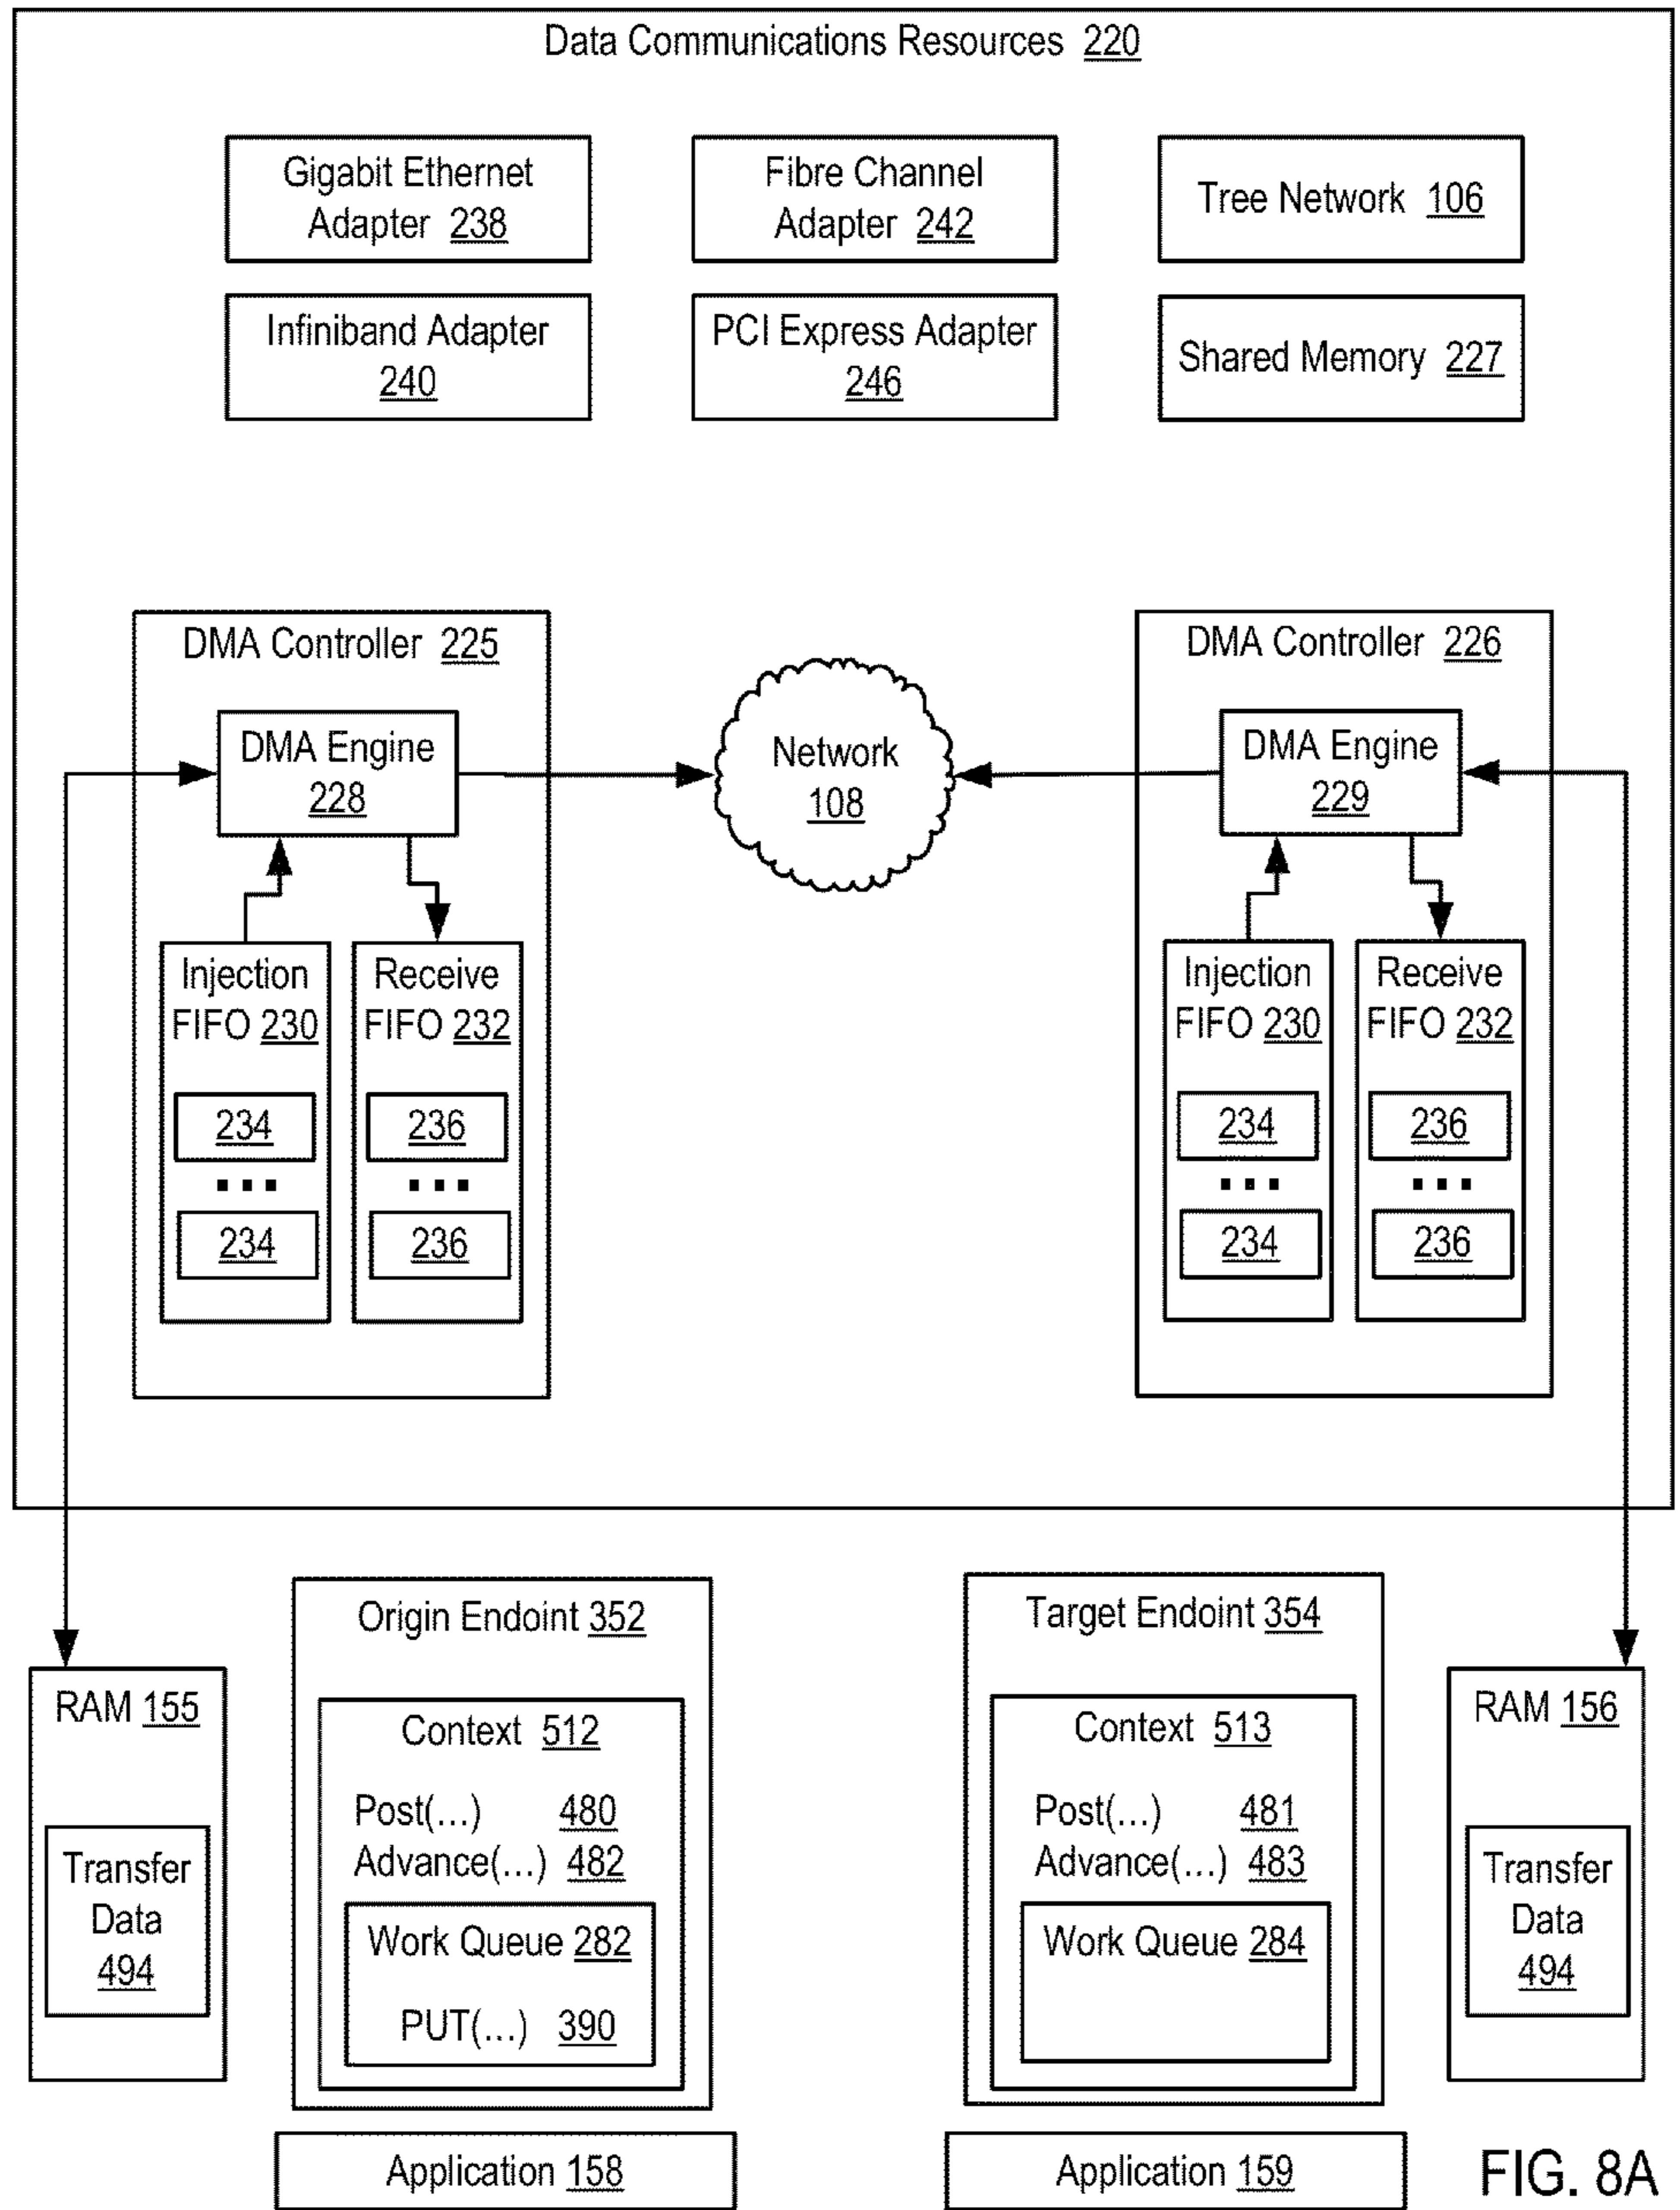 Data Communications Resources 220
Gigabit Ethernet
Adapter 238
Fibre Channel
Adapter 242
Tree Network 106
Infiniband Adapter
240
PCI Express Adapter
246
Shared Memory 227
DMA Controller 225
DMA Engine
228
Injection
FIFO 230
234
...
234
Receive
FIFO 232
236
...
236
Network
108
DMA Controller 226
DMA Engine
229
Injection
FIFO 230
234
...
234
Receive
FIFO 232
236
...
236
RAM 155
Transfer
Data
494
Origin Endoint 352
Context 512
Post(...) 480
Advance(...) 482
Work Queue 282
PUT(...) 390
Target Endoint 354
Context 513
Post(...) 481
Advance(...) 483
Work Queue 284
RAM 156
Transfer
Data
494
Application 158
Application 159
FIG. 8A